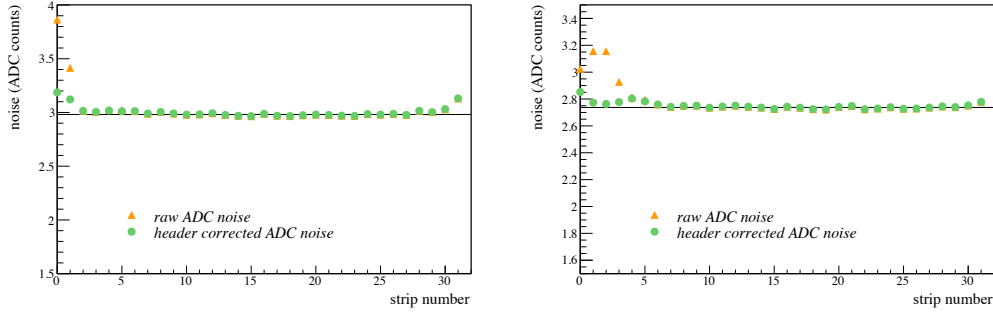 noise (ADC counts)
4
3.5
3
2.5
2
1.5
0 5 10 15 20 25 30
strip number
raw ADC noise
header corrected ADC noise
noise (ADC counts)
3.4
3.2
3
2.8
2.6
2.4
2.2
2
1.8
1.6
0 5 10 15 20 25 30
strip number
raw ADC noise
header corrected ADC noise